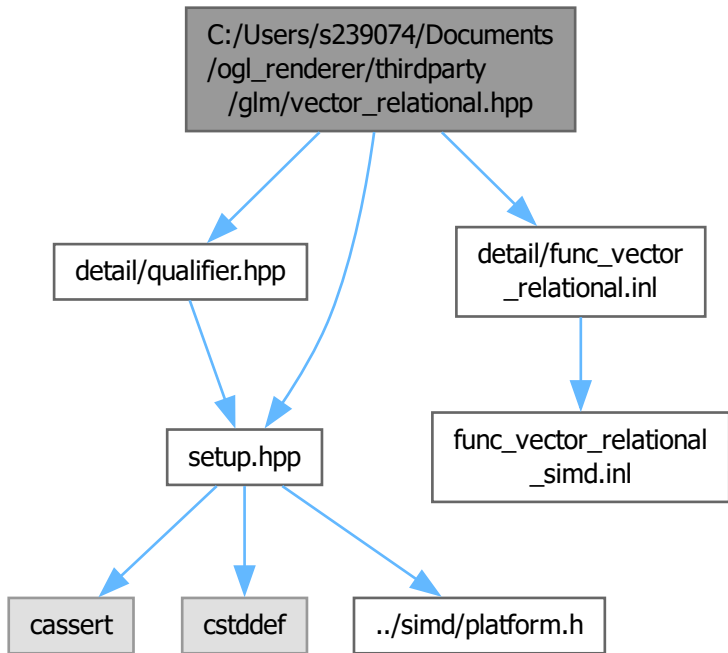 C:/Users/s239074/Documents
/ogl_renderer/thirdparty
/glm/vector_relational.hpp
detail/qualifier.hpp
detail/func_vector
_relational.inl
setup.hpp
func_vector_relational
_simd.inl
cassert
cstddef
../simd/platform.h